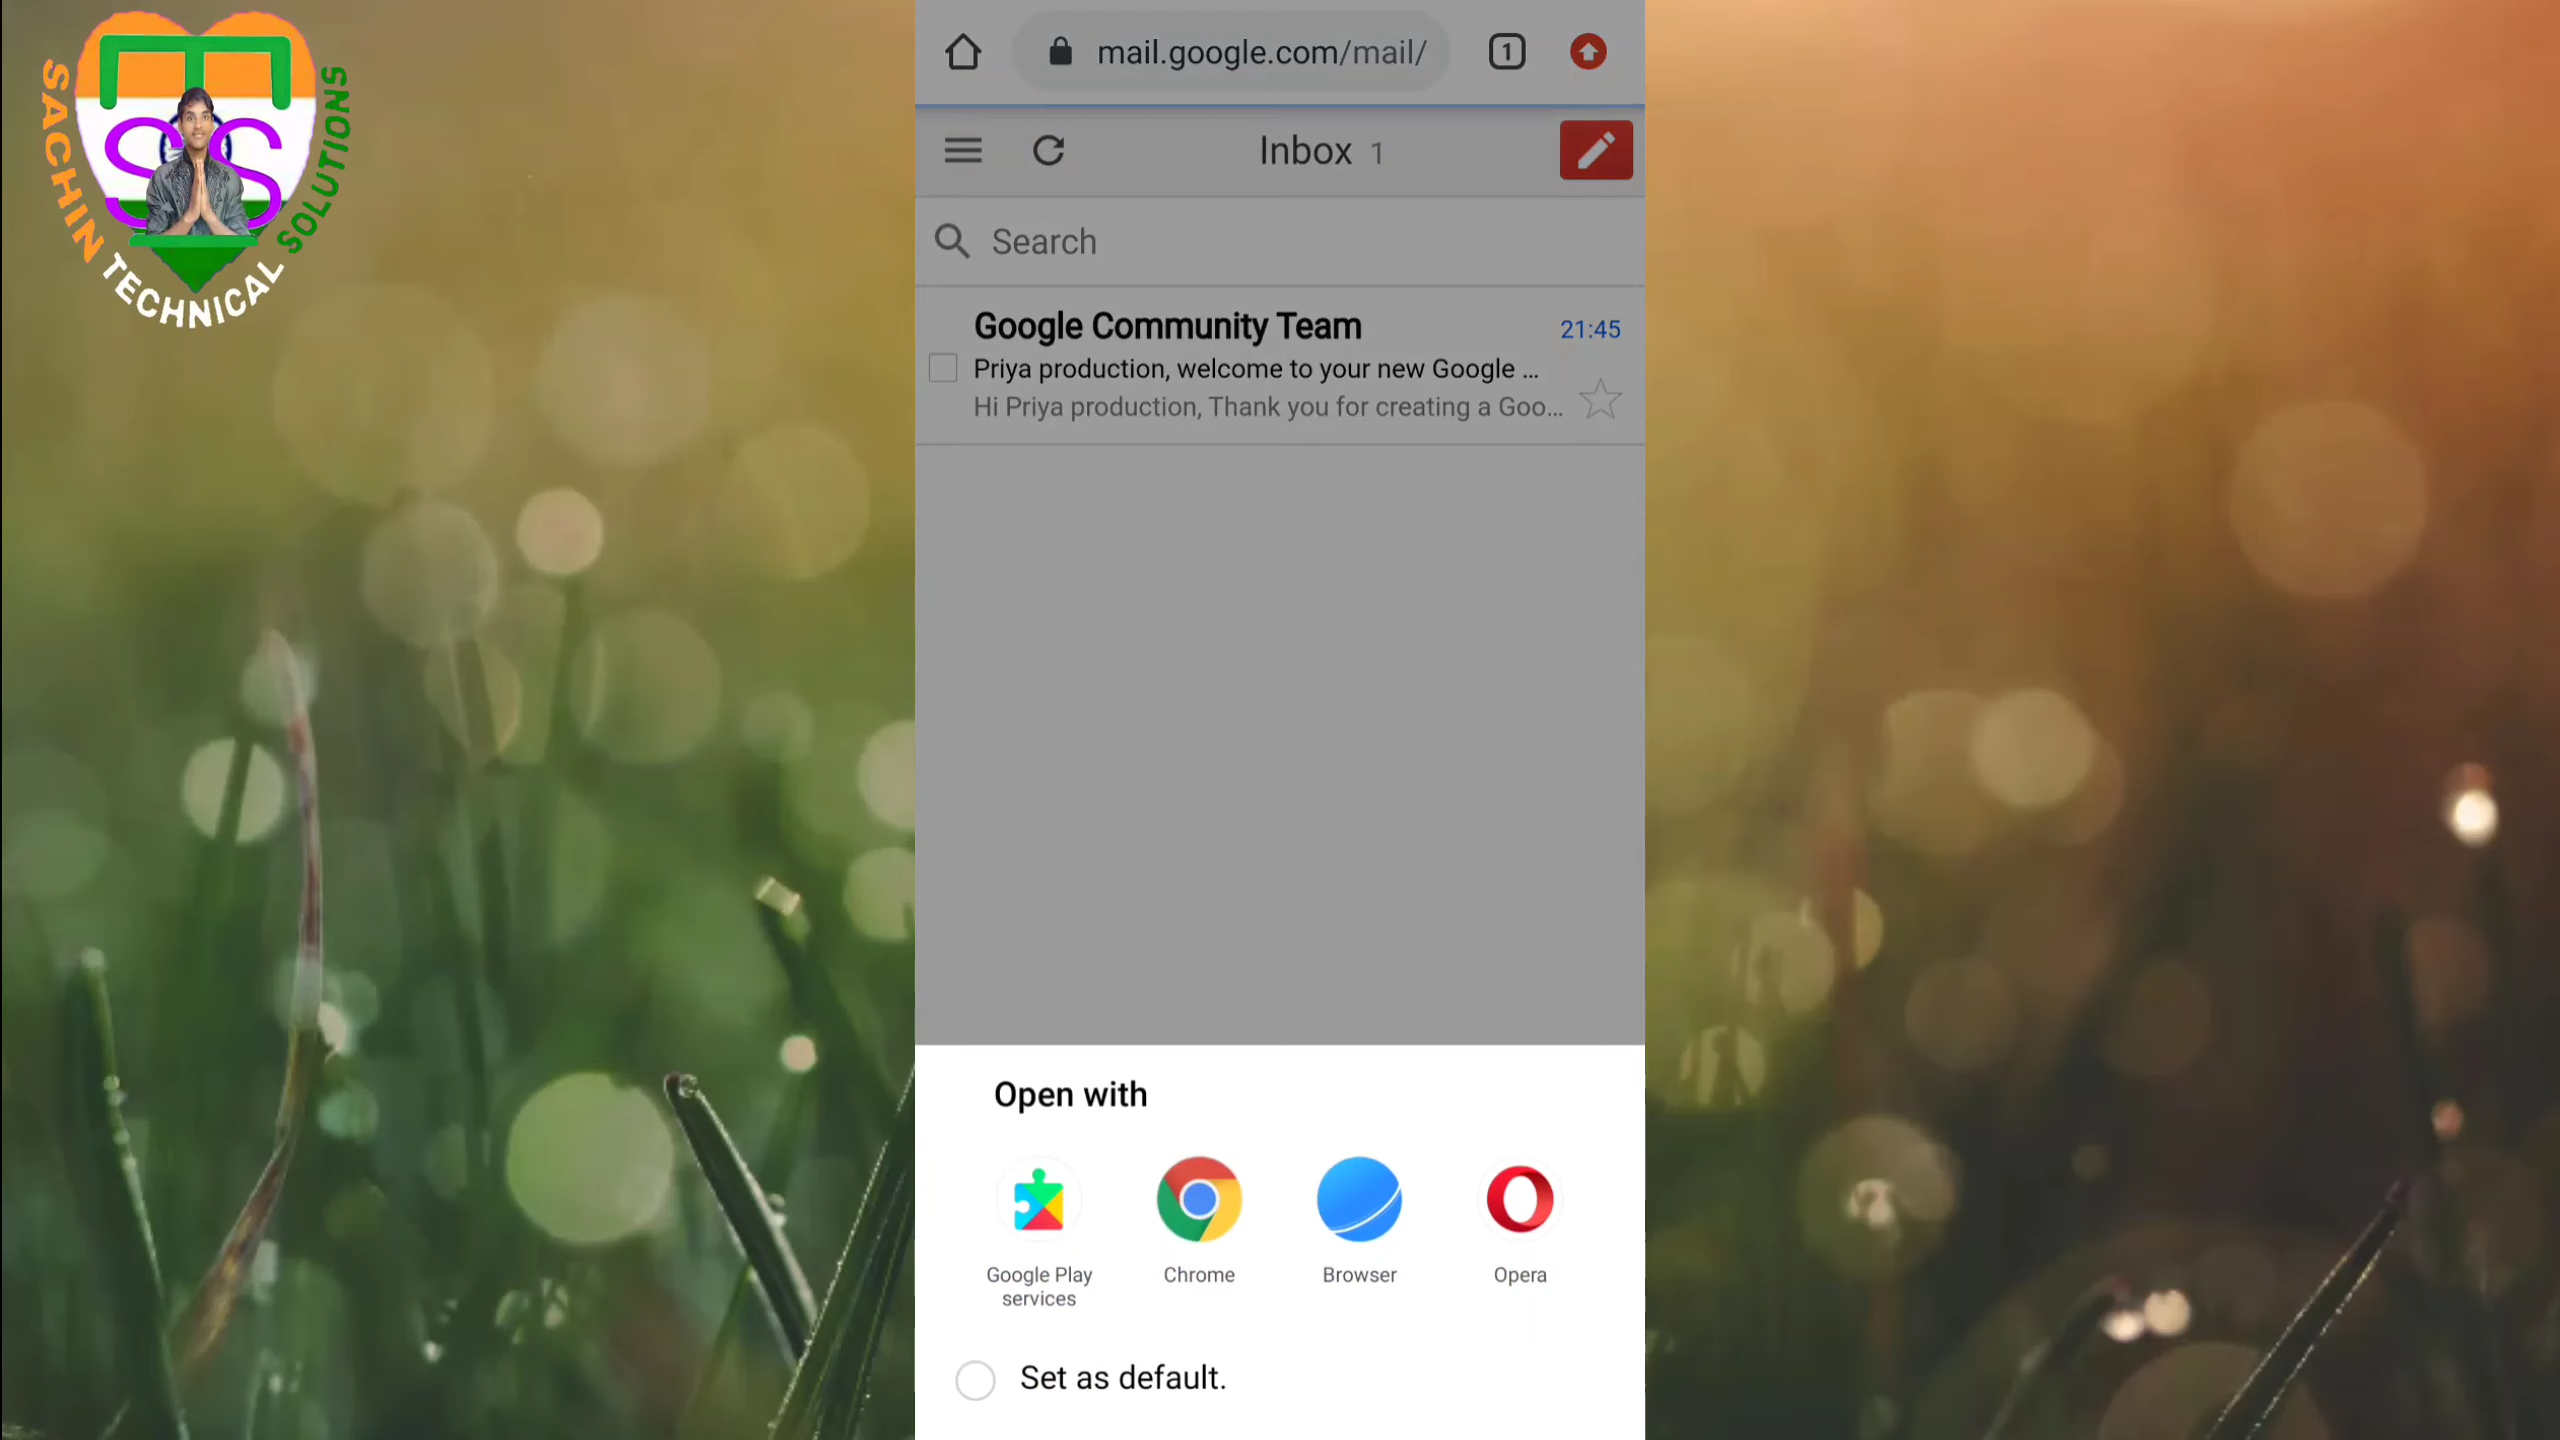 SACHIN
TECHNICAL
SOLUTIONS
SS
mail.google.com/mail/
1
Inbox 1
Search
Google Community Team
21:45
Priya production, welcome to your new Google ...
Hi Priya production, Thank you for creating a Goo...
Open with
Google Play
services
Chrome
Browser
Opera
Set as default.